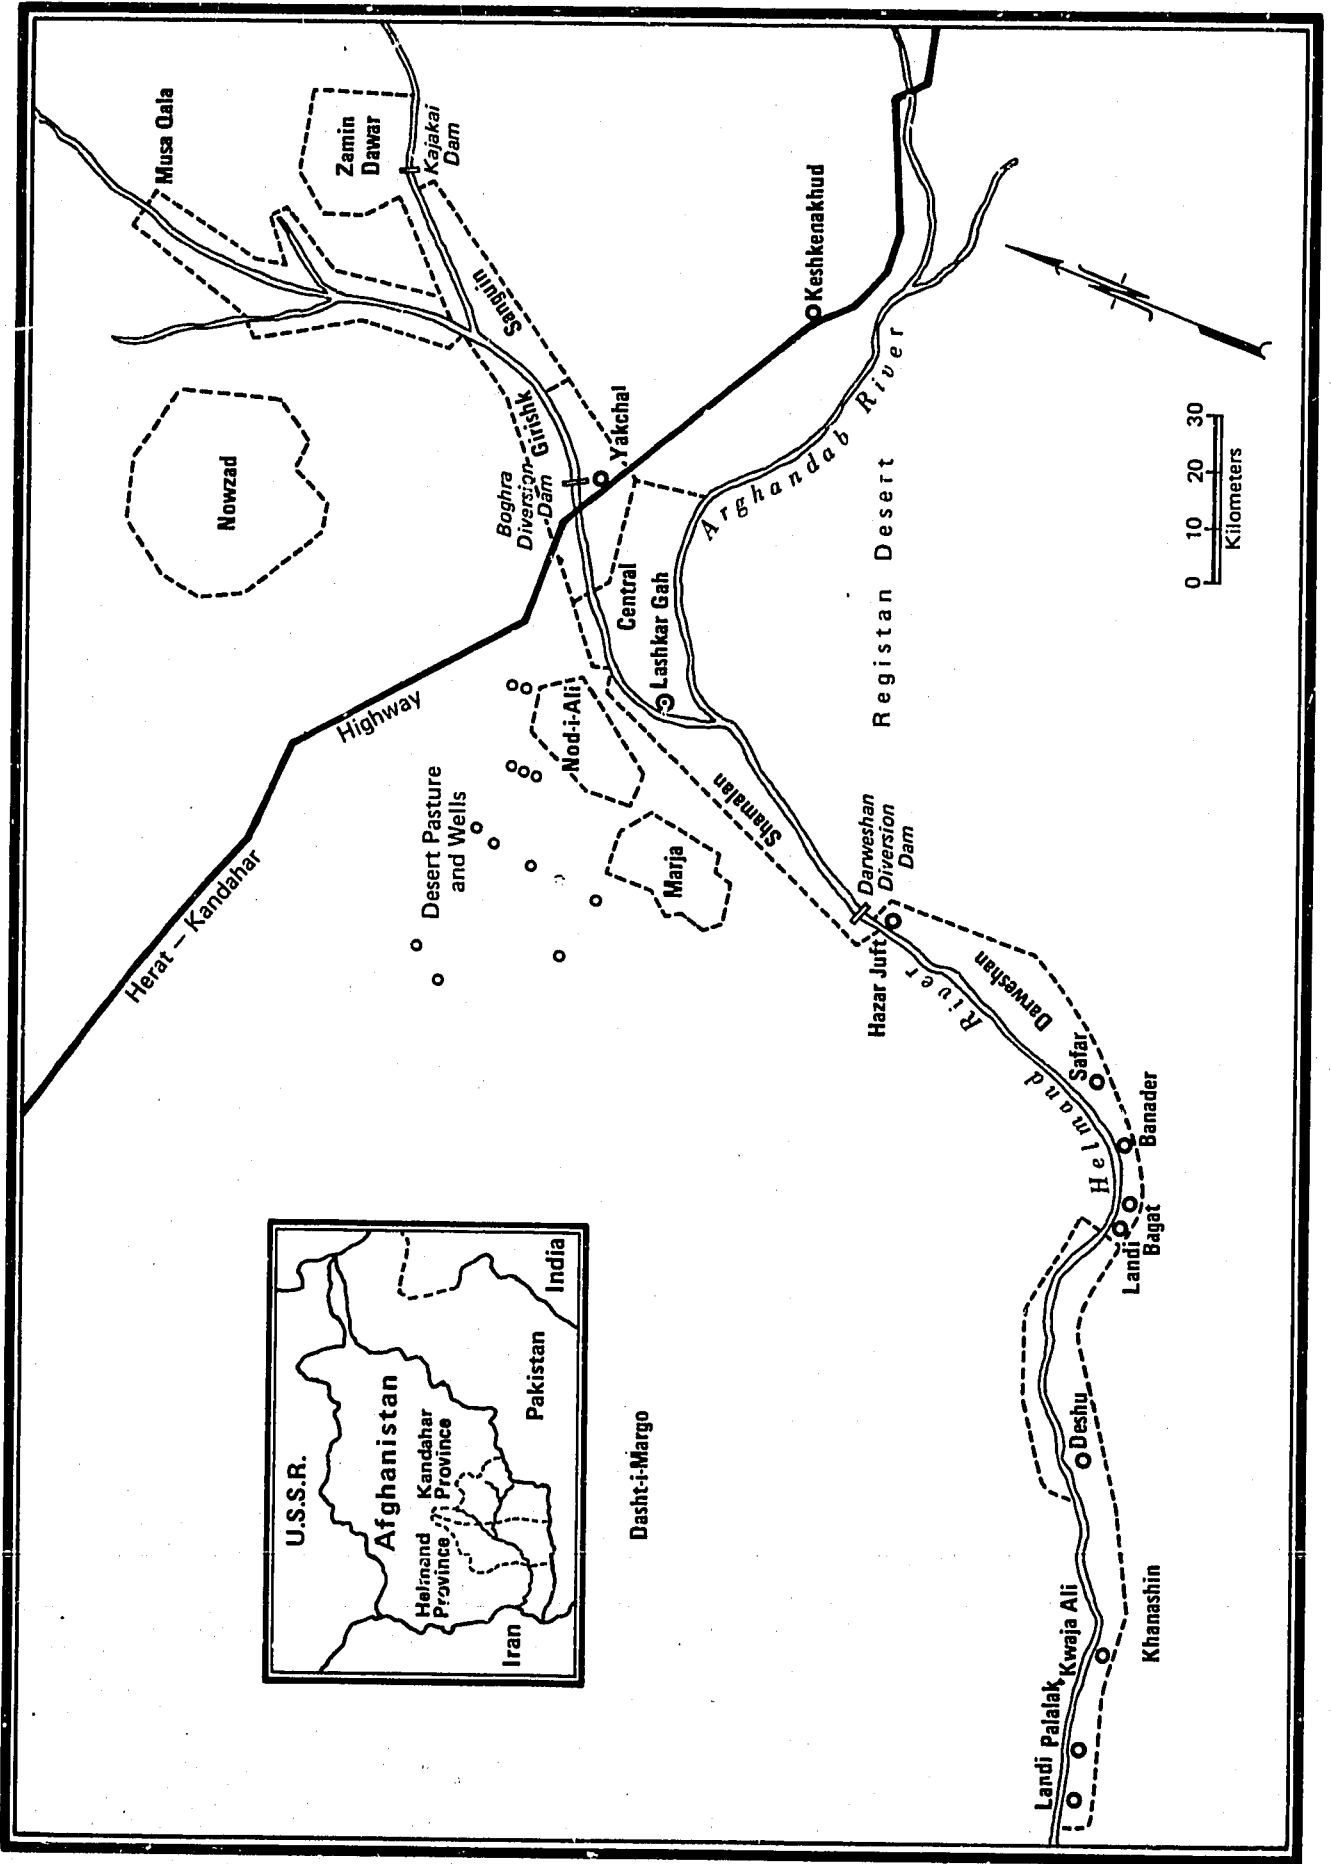 Musa Qala
Zamin
Dawar
Kajakai
Dam
Sanguin
Nowzad
Girishk
Boghra
Diversion
Dam
Yakchal
Keshkenakhud
Highway
Herat – Kandahar
Central
Lashkar Gah
Arghandab River
Registan Desert
Nod-i-Ali
Desert Pasture
and Wells
Shamalan
Marja
Darweshan
Diversion
Dam
Hazar Juft
Darweshan
Helmand River
Safar
Banader
Landi
Bagat
Deshu
Khanashin
Kwaja Ali
Landi Palalak
Dasht-i-Margo
0 10 20 30
Kilometers
N
U.S.S.R.
Afghanistan
Helmand
Province
Kandahar
Province
Iran
Pakistan
India